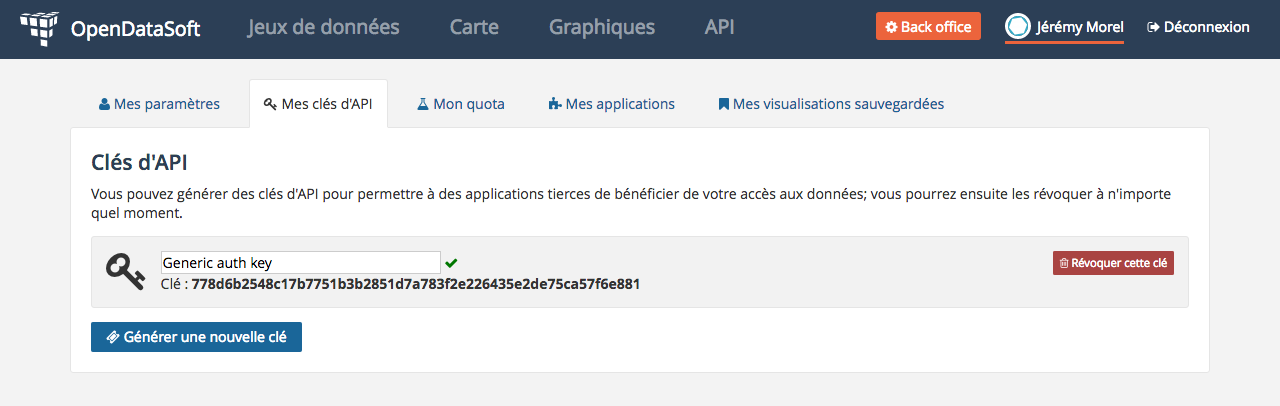 OpenDataSoft Jeux de données Carte Graphiques API Back office Jérémy Morel Déconnexion
Mes paramètres Mes clés d'API Mon quota Mes applications Mes visualisations sauvegardées
Clés d'API
Vous pouvez générer des clés d'API pour permettre à des applications tierces de bénéficier de votre accès aux données; vous pourrez ensuite les révoquer à n'importe
quel moment.
Generic auth key Révoquer cette clé
Clé : 778d6b2548c17b7751b3b2851d7a783f2e226435e2de75ca57f6e881
Générer une nouvelle clé